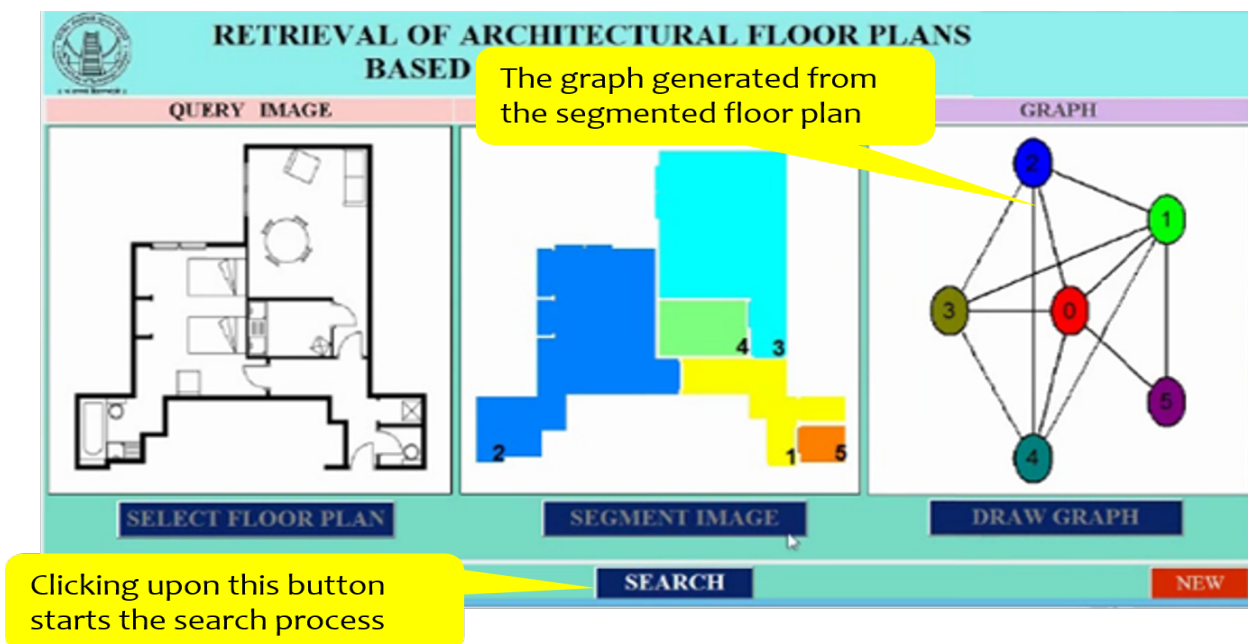 RETRIEVAL OF ARCHITECTURAL FLOOR PLANS
BASED
The graph generated from
the segmented floor plan
QUERY IMAGE
GRAPH
2
1
3
0
5
4
4 3
2
1 5
SELECT FLOOR PLAN
SEGMENT IMAGE
DRAW GRAPH
Clicking upon this button
starts the search process
SEARCH
NEW